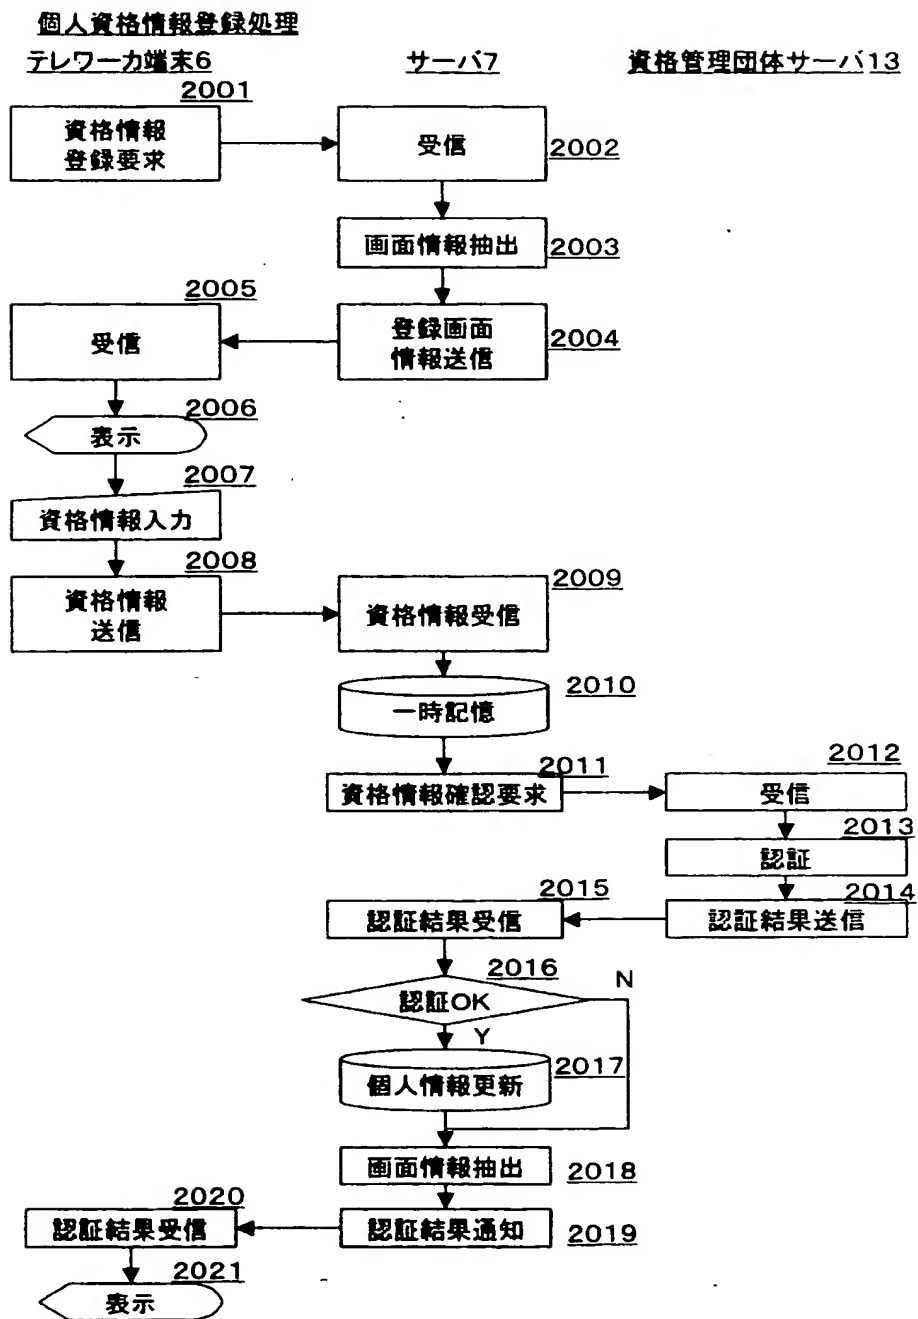 個人資格情報登録処理
テレワーカ端末6
サーバ7
資格管理団体サーバ13
2001
資格情報
登録要求
受信
2002
画面情報抽出
2003
2005
受信
登録画面
情報送信
2004
2006
表示
2007
資格情報入力
2008
資格情報
送信
2009
資格情報受信
2010
一時記憶
2011
資格情報確認要求
2012
受信
2013
認証
2014
認証結果送信
2015
認証結果受信
2016
認証OK
N
Y
2017
個人情報更新
画面情報抽出
2018
2020
認証結果受信
認証結果通知
2019
2021
表示